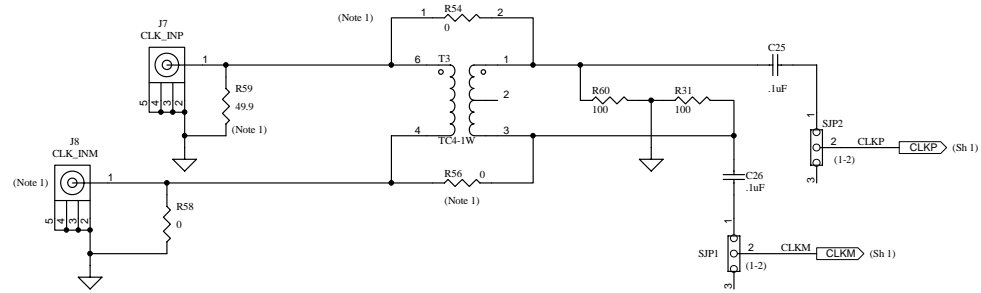 (Note 1)
1
R54
2
0
J7
CLK_INP
1
5
4
3
2
R59
49.9
(Note 1)
6
T3
1
2
4
3
TC4-1W
R60
100
R31
100
C25
.1uF
1
SJP2
2
CLKP
CLKP
(Sh 1)
(1-2)
3
J8
CLK_INM
(Note 1)
1
5
4
3
2
R58
0
R56
0
(Note 1)
C26
.1uF
1
SJP1
2
CLKM
CLKM
(Sh 1)
(1-2)
3